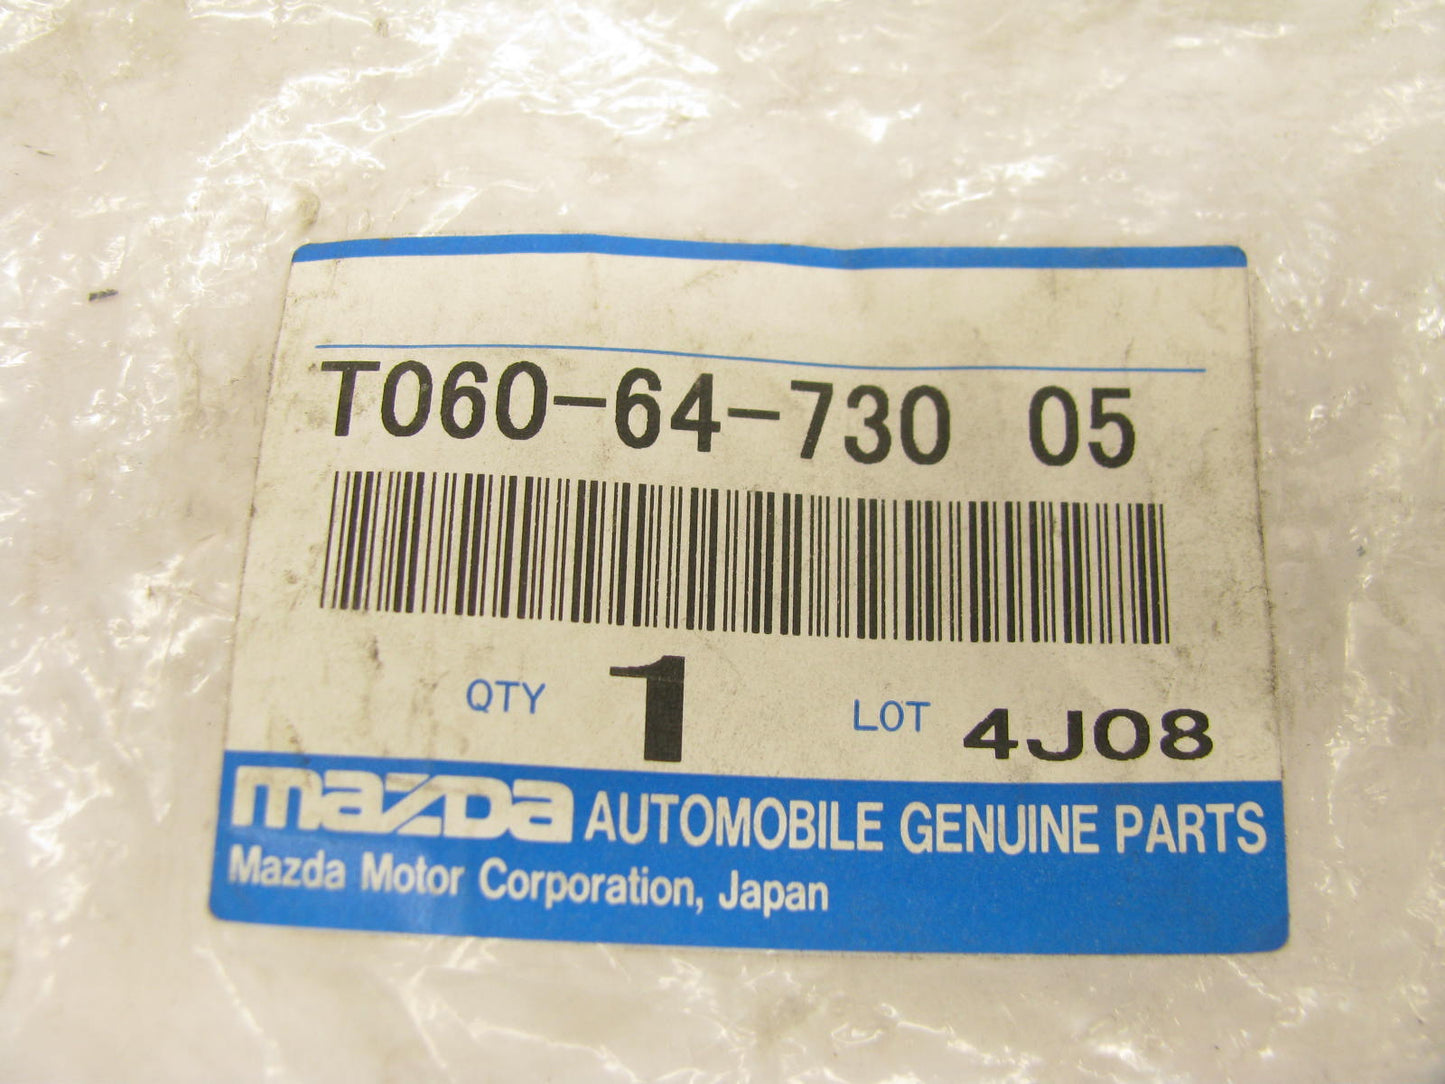 T060-64-730 05
QTY 1 LOT 4J08
mazda AUTOMOBILE GENUINE PARTS
Mazda Motor Corporation, Japan